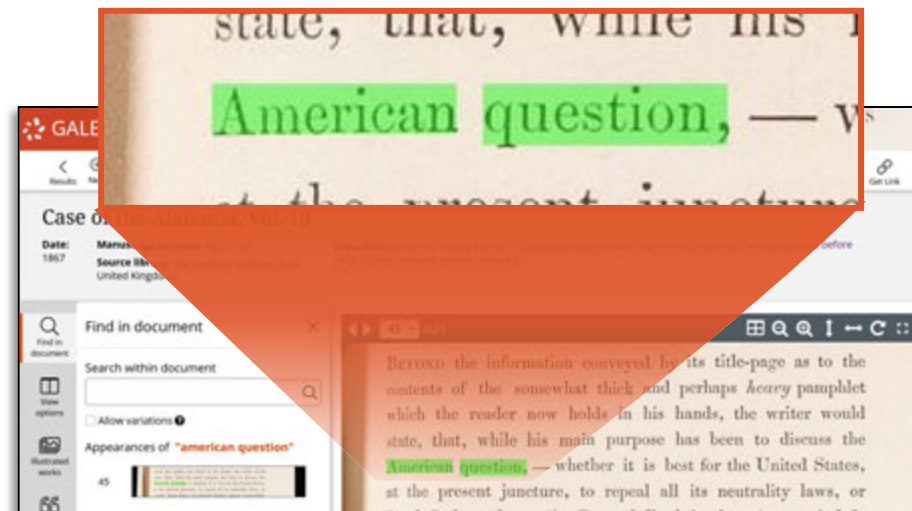 state, that, while his
American question, —
at the present juncture
GALE
Results
Get Link
Case of the Alabama, Vol. 10
Date:
1867
Source
United Kingdom
before
Find in document
Search within document
Allow variations
Appearances of "american question"
45
Find in
document
View
options
Illustrated
works
45
BEYOND the information conveyed by its title-page as to the
contents of the somewhat thick and perhaps heavy pamphlet
which the reader now holds in his hands, the writer would
state, that, while his main purpose has been to discuss the
American question, — whether it is best for the United States,
at the present juncture, to repeal all its neutrality laws, or